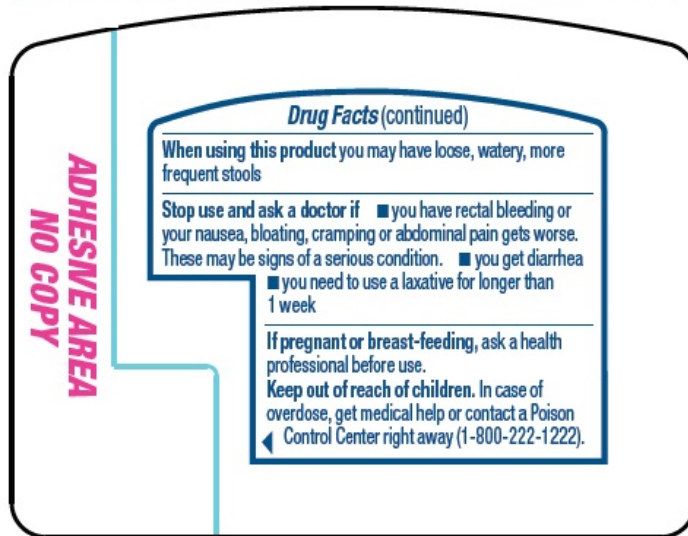 ADHESIVE AREA
NO COPY
Drug Facts (continued)
When using this product you may have loose, watery, more
frequent stools
Stop use and ask a doctor if ■ you have rectal bleeding or
your nausea, bloating, cramping or abdominal pain gets worse.
These may be signs of a serious condition. ■ you get diarrhea
■ you need to use a laxative for longer than
1 week
If pregnant or breast-feeding, ask a health
professional before use.
Keep out of reach of children. In case of
overdose, get medical help or contact a Poison
Control Center right away (1-800-222-1222).